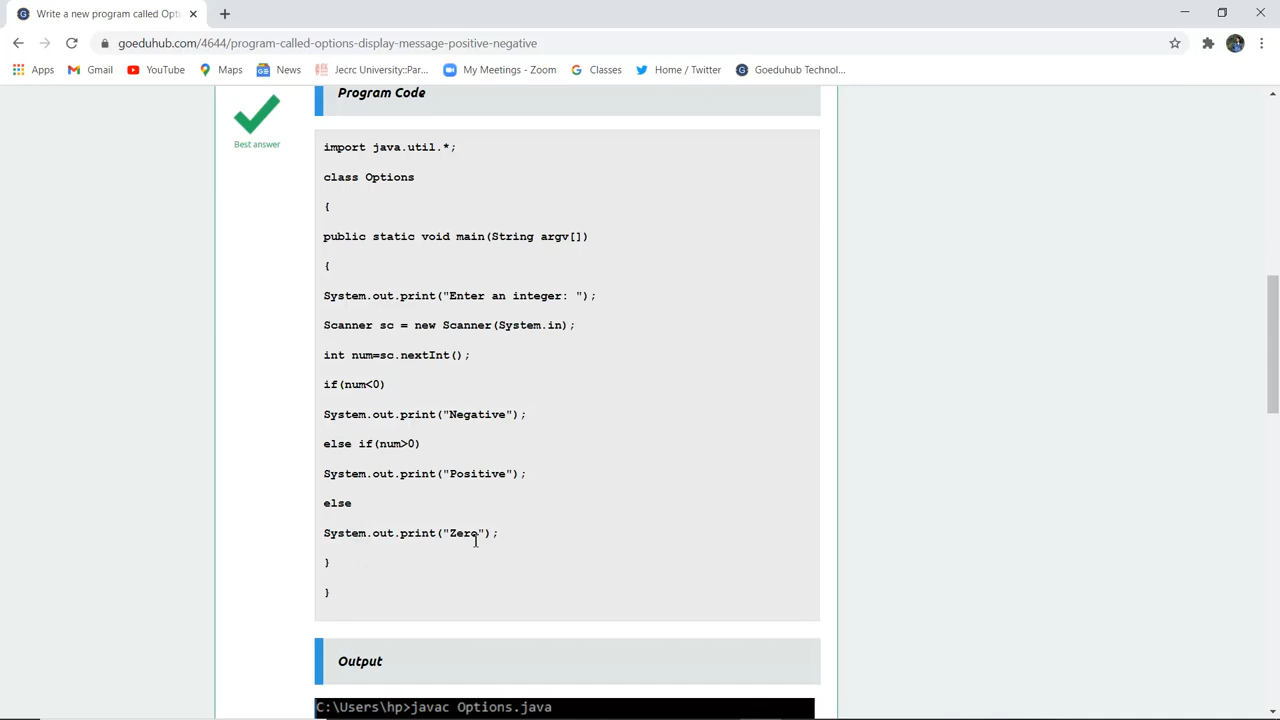 Write a new program called Opti
goeduhub.com/4644/program-called-options-display-message-positive-negative
Apps Gmail YouTube Maps News Jecrc University::Par... My Meetings - Zoom Classes Home / Twitter Goeduhub Technol...
Program Code
Best answer
import java.util.*;
class Options
{
public static void main(String argv[])
{
System.out.print("Enter an integer: ");
Scanner sc = new Scanner(System.in);
int num=sc.nextInt();
if(num<0)
System.out.print("Negative");
else if(num>0)
System.out.print("Positive");
else
System.out.print("Zero");
}
}
Output
C:\Users\hp>javac Options.java